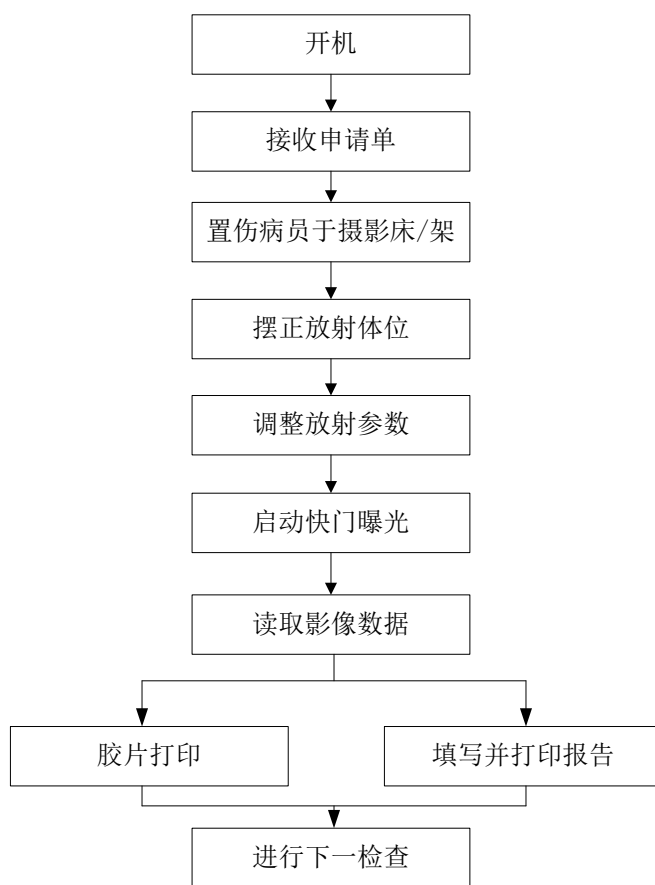 开机
接收申请单
置伤病员于摄影床/架
摆正放射体位
调整放射参数
启动快门曝光
读取影像数据
胶片打印
填写并打印报告
进行下一检查